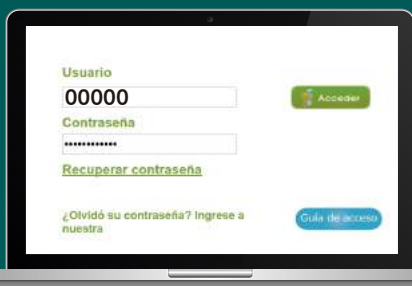 Usuario
00000
Acceder
Contraseña
••••••••••••
Recuperar contraseña
¿Olvidó su contraseña? Ingrese a
nuestra
Guía de acceso